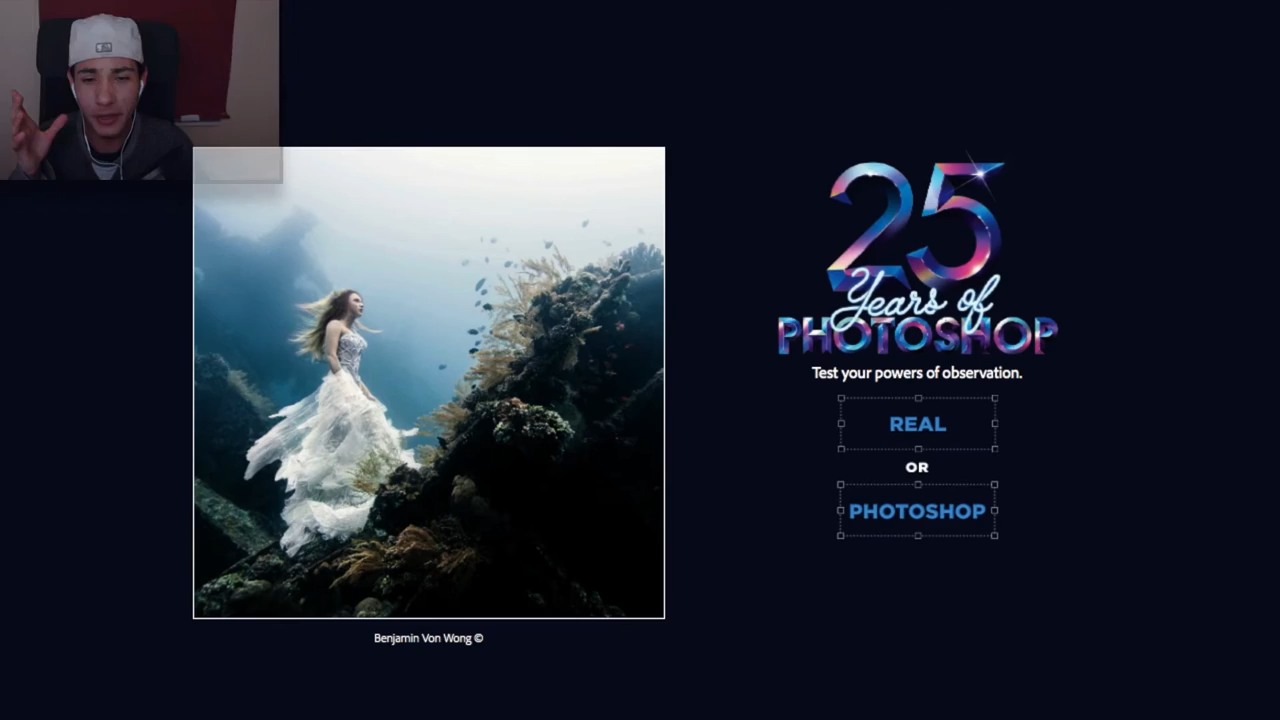 25
Years of
PHOTOSHOP
Test your powers of observation.
REAL
OR
PHOTOSHOP
Benjamin Von Wong ©